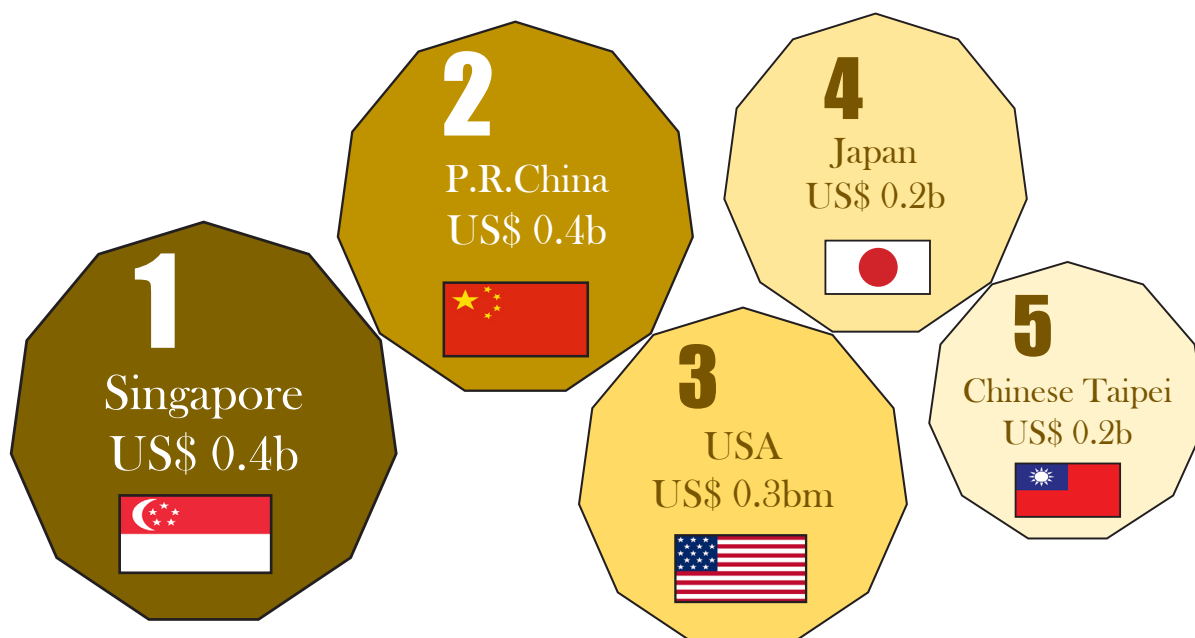 1
Singapore
US$ 0.4b
2
P.R.China
US$ 0.4b
3
USA
US$ 0.3bm
4
Japan
US$ 0.2b
5
Chinese Taipei
US$ 0.2b